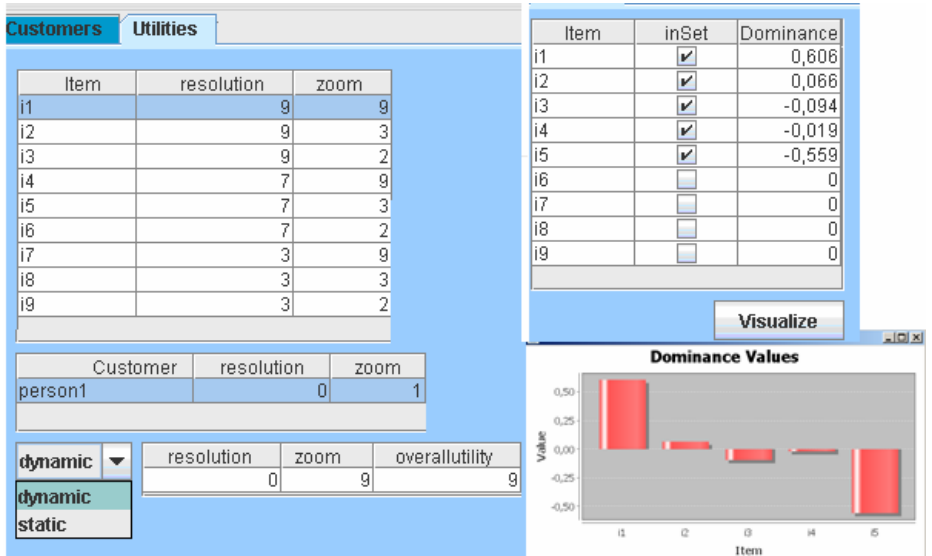 Customers Utilities
Item resolution zoom
i1 9 9
i2 9 3
i3 9 2
i4 7 9
i5 7 3
i6 7 2
i7 3 9
i8 3 3
i9 3 2
Customer resolution zoom
person1 0 1
dynamic
dynamic
static
resolution zoom overallutility
0 9 9
Item inSet Dominance
i1 0,606
i2 0,066
i3 -0,094
i4 -0,019
i5 -0,559
i6 0
i7 0
i8 0
i9 0
Visualize
Dominance Values
Value
0,50
0,25
0,00
-0,25
-0,50
i1 i2 i3 i4 i5
Item